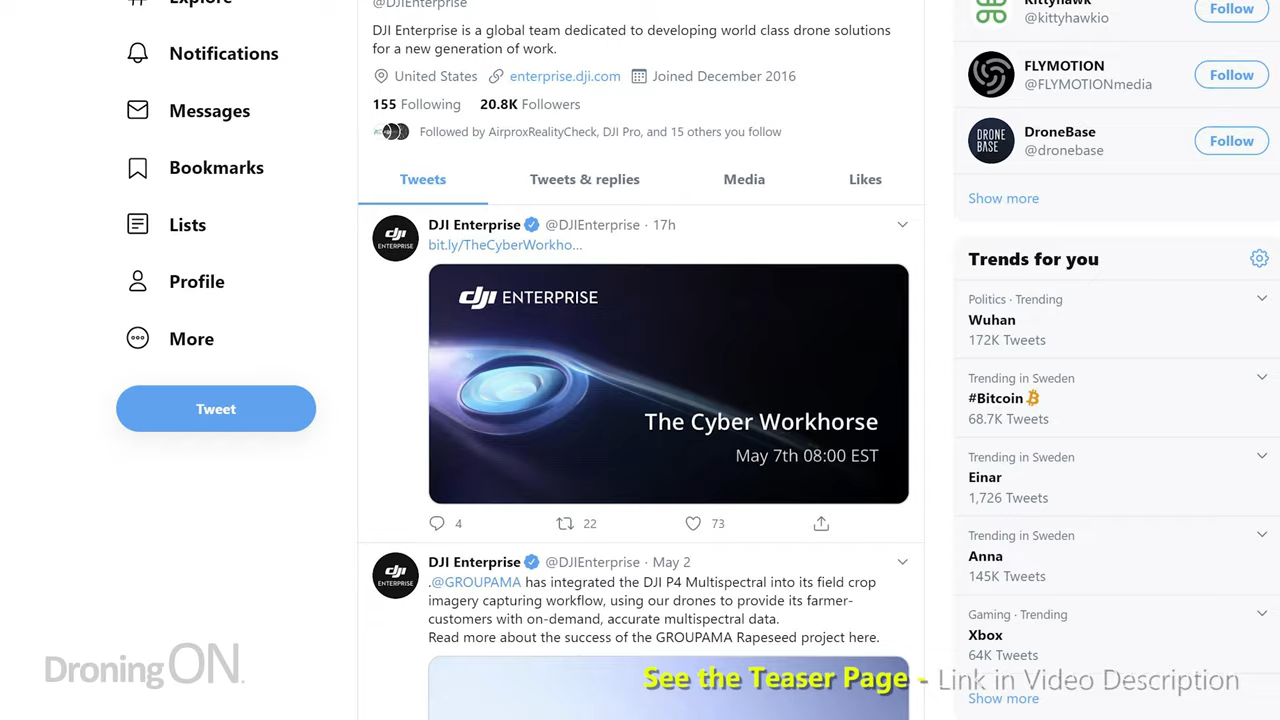 Explore
Notifications
Messages
Bookmarks
Lists
Profile
More
Tweet
@DJIEnterprise
DJI Enterprise is a global team dedicated to developing world class drone solutions
for a new generation of work.
United States enterprise.dji.com Joined December 2016
155 Following 20.8K Followers
Followed by AirproxRealityCheck, DJI Pro, and 15 others you follow
Tweets Tweets & replies Media Likes
DJI Enterprise @DJIEnterprise · 17h
bit.ly/TheCyberWorkho...
dji ENTERPRISE
The Cyber Workhorse
May 7th 08:00 EST
4 22 73
DJI Enterprise @DJIEnterprise · May 2
.@GROUPAMA has integrated the DJI P4 Multispectral into its field crop
imagery capturing workflow, using our drones to provide its farmer-
customers with on-demand, accurate multispectral data.
Read more about the success of the GROUPAMA Rapeseed project here.
dji
ENTERPRISE
dji
ENTERPRISE
Kittyhawk
@kittyhawkio
Follow
FLYMOTION
@FLYMOTIONmedia
Follow
DRONE
BASE
DroneBase
@dronebase
Follow
Show more
Trends for you
Politics · Trending
Wuhan
172K Tweets
Trending in Sweden
#Bitcoin
68.7K Tweets
Trending in Sweden
Einar
1,726 Tweets
Trending in Sweden
Anna
145K Tweets
Gaming · Trending
Xbox
64K Tweets
Show more
DroningON.
See the Teaser Page - Link in Video Description